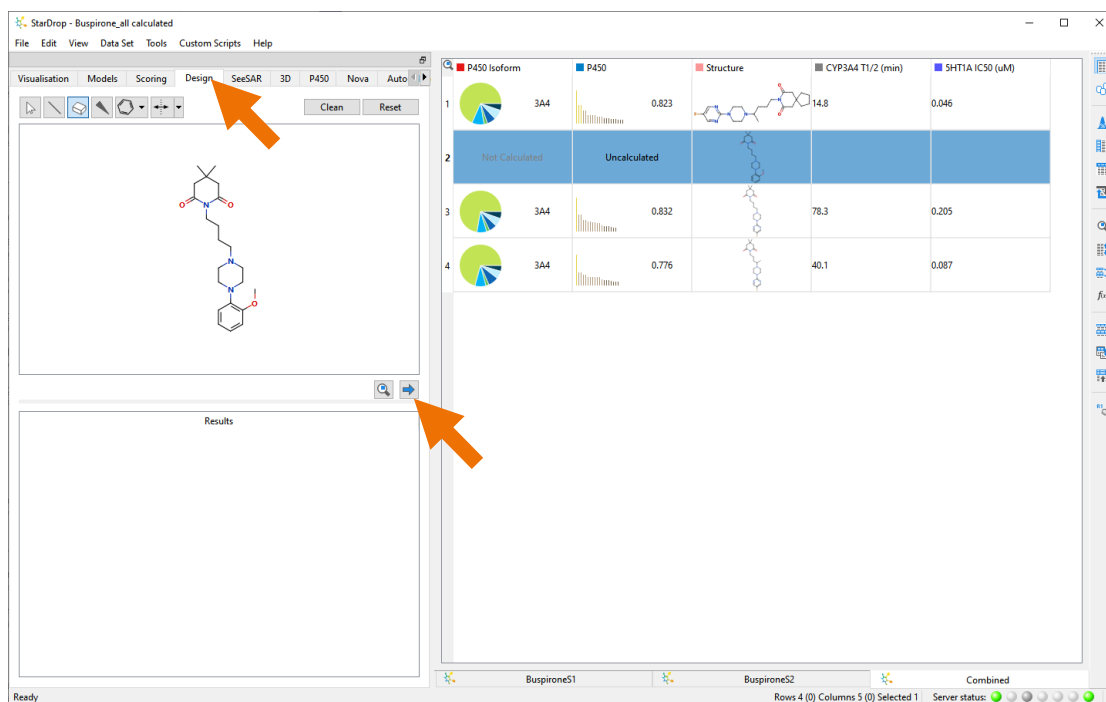 StarDrop - Buspirone_all calculated
File Edit View Data Set Tools Custom Scripts Help
Visualisation Models Scoring Design SeeSAR 3D P450 Nova Auto
Clean Reset
O N O
N
N
O
Results
P450 Isoform P450 Structure CYP3A4 T1/2 (min) 5HT1A IC50 (uM)
1 3A4 0.823 14.8 0.046
2 Not Calculated Uncalculated
3 3A4 0.832 78.3 0.205
4 3A4 0.776 40.1 0.087
BuspironeS1 BuspironeS2 Combined
Ready Rows 4 (0) Columns 5 (0) Selected 1 Server status: